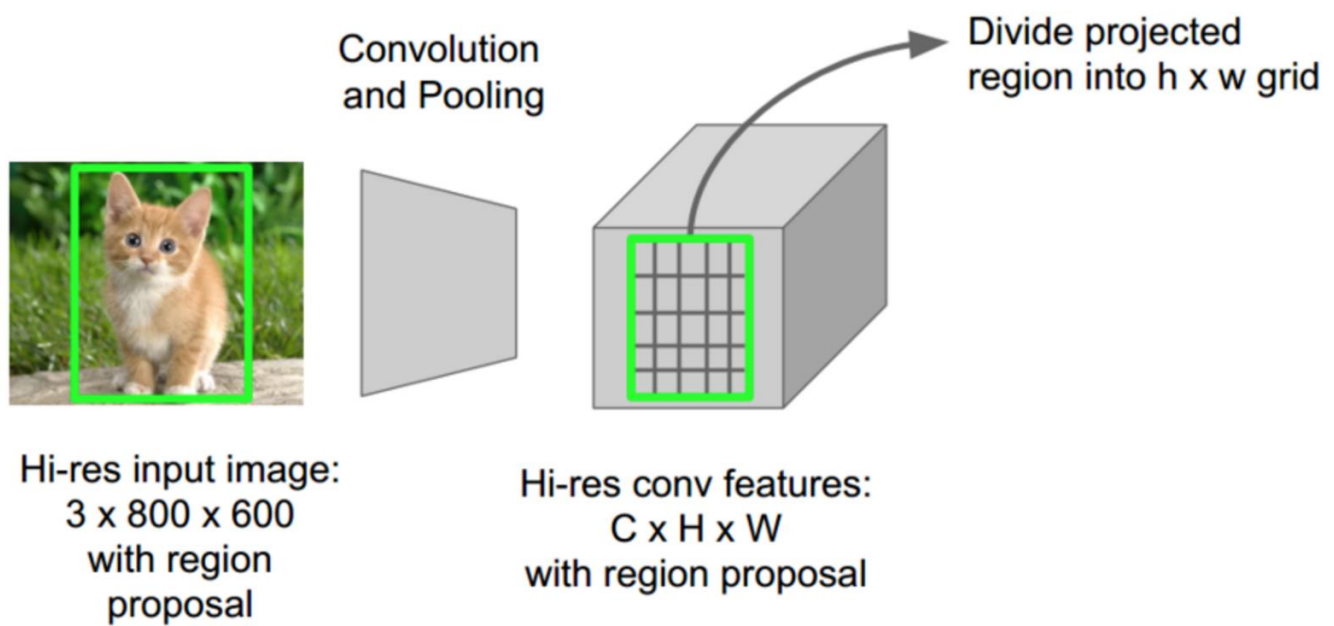 Convolution
and Pooling
Divide projected
region into h x w grid
Hi-res input image:
3 x 800 x 600
with region
proposal
Hi-res conv features:
C x H x W
with region proposal